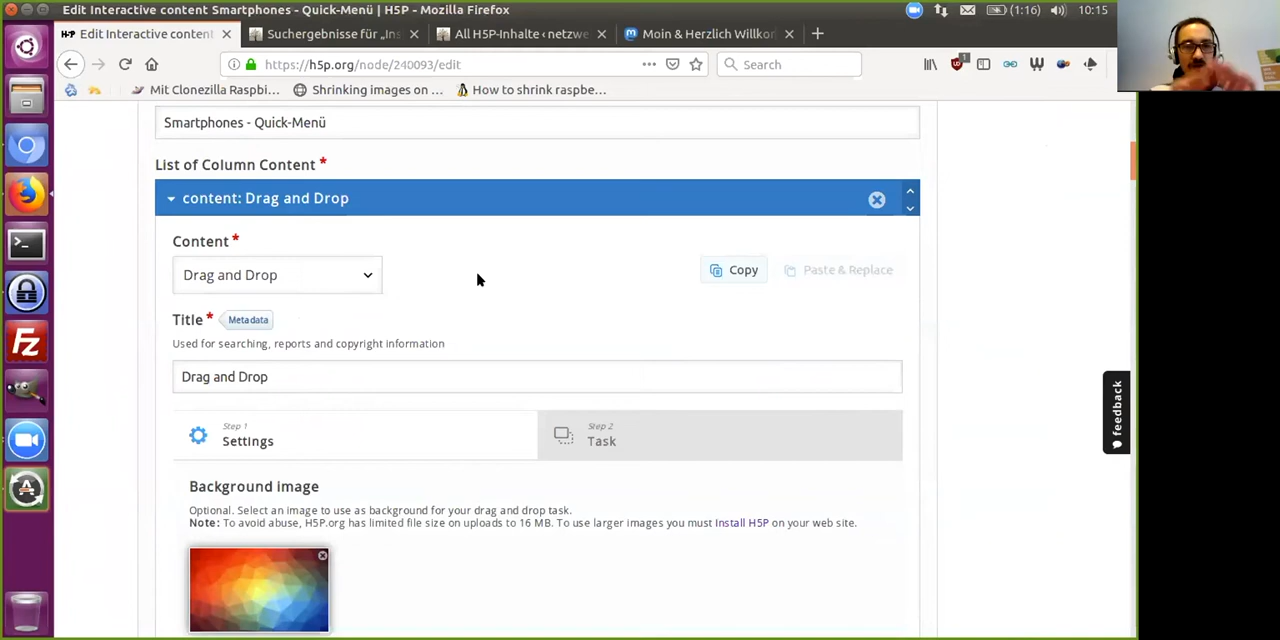 Edit Interactive content Smartphones - Quick-Menü | H5P - Mozilla Firefox
(1:16)
10:15
H-P Edit Interactive content
Suchergebnisse für „Ins
All H5P-Inhalte ‹ netzwe
Moin & Herzlich Willkor
https://h5p.org/node/240093/edit
Search
Mit Clonezilla Raspbi...
Shrinking images on ...
How to shrink raspbe...
Smartphones - Quick-Menü
List of Column Content *
content: Drag and Drop
Content *
Drag and Drop
Copy
Paste & Replace
Title * Metadata
Used for searching, reports and copyright information
Drag and Drop
Step 1
Settings
Step 2
Task
feedback
Background image
Optional. Select an image to use as background for your drag and drop task.
Note: To avoid abuse, H5P.org has limited file size on uploads to 16 MB. To use larger images you must install H5P on your web site.